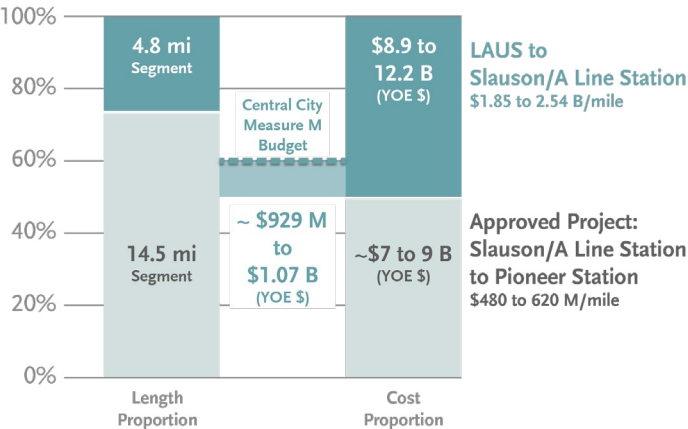 100%
80%
60%
40%
20%
0%
4.8 mi
Segment
14.5 mi
Segment
Central City
Measure M
Budget
~ $929 M
to
$1.07 B
(YOE $)
$8.9 to
12.2 B
(YOE $)
~$7 to 9 B
(YOE $)
LAUS to
Slauson/A Line Station
$1.85 to 2.54 B/mile
Approved Project:
Slauson/A Line Station
to Pioneer Station
$480 to 620 M/mile
Length
Proportion
Cost
Proportion